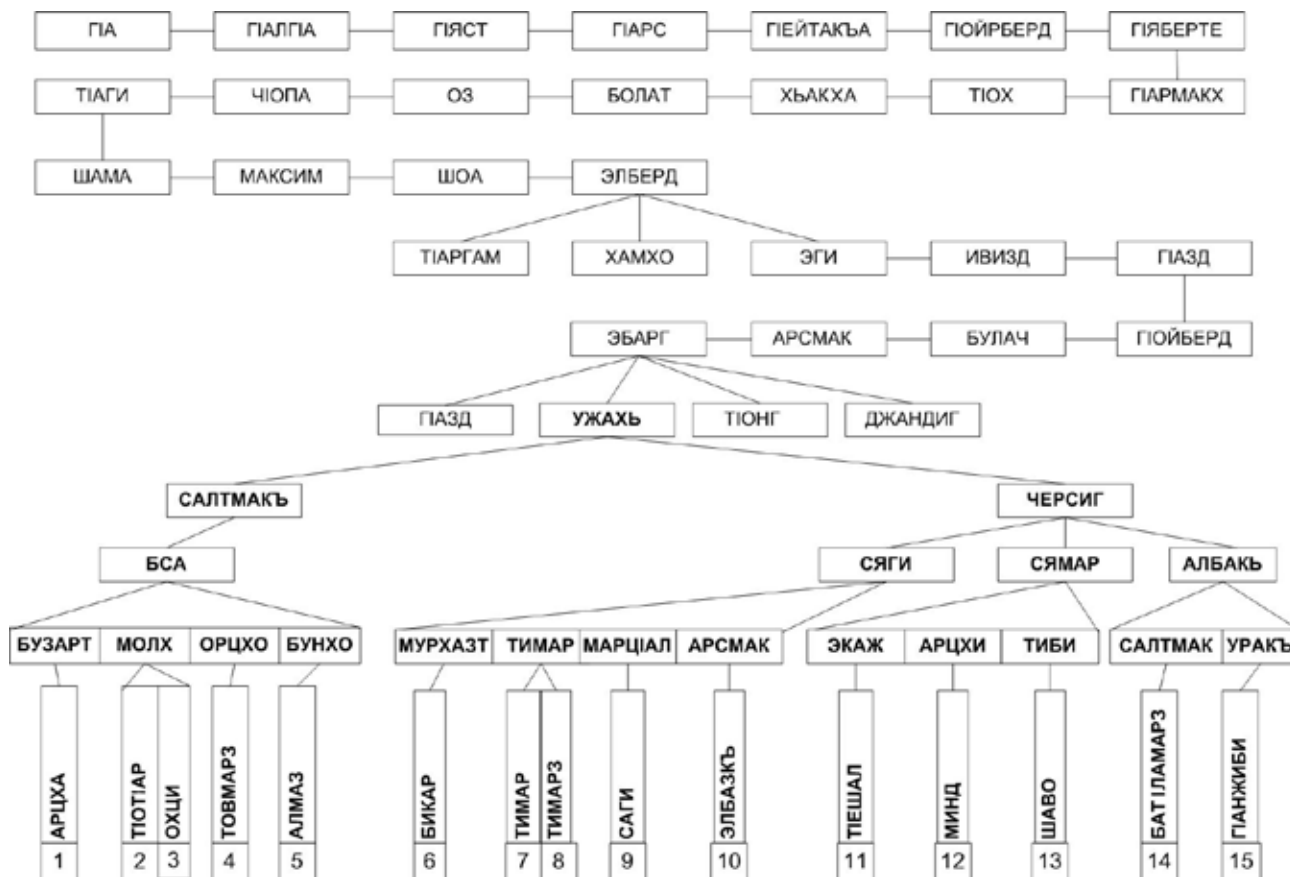 ГІА ГІАЛГІА ГІЯСТ ГІАРС ГІЕЙТАКЪА ГІОЙРБЕРД ГІЯБЕРТЕ
ТІАГИ ЧІОПА ОЗ БОЛАТ ХЬАКХА ТІОХ ГІАРМАКХ
ШАМА МАКСИМ ШОА ЭЛБЕРД
ТІАРГАМ ХАМХО ЭГИ ИВИЗД ГІАЗД
ЭБАРГ АРСМАК БУЛАЧ ГІОЙБЕРД
ГІАЗД УЖАХЬ ТІОНГ ДЖАНДИГ
САЛТМАКЪ ЧЕРСИГ
БСА СЯГИ СЯМАР АЛБАКЬ
БУЗАРТ МОЛХ ОРЦХО БУНХО МУРХАЗТ ТИМАР МАРЦІАЛ АРСМАК ЭКАЖ АРЦХИ ТИБИ САЛТМАК УРАКЪ
АРЦХА ТІОТІАР ОХЦИ ТОВМАРЗ АЛМАЗ БИКАР ТИМАР ТИМАРЗ САГИ ЭЛБАЗКЪ ТІЕШАЛ МИНД ШАВО БАТІЛАМАРЗ ГІАНЖИБИ
1 2 3 4 5 6 7 8 9 10 11 12 13 14 15